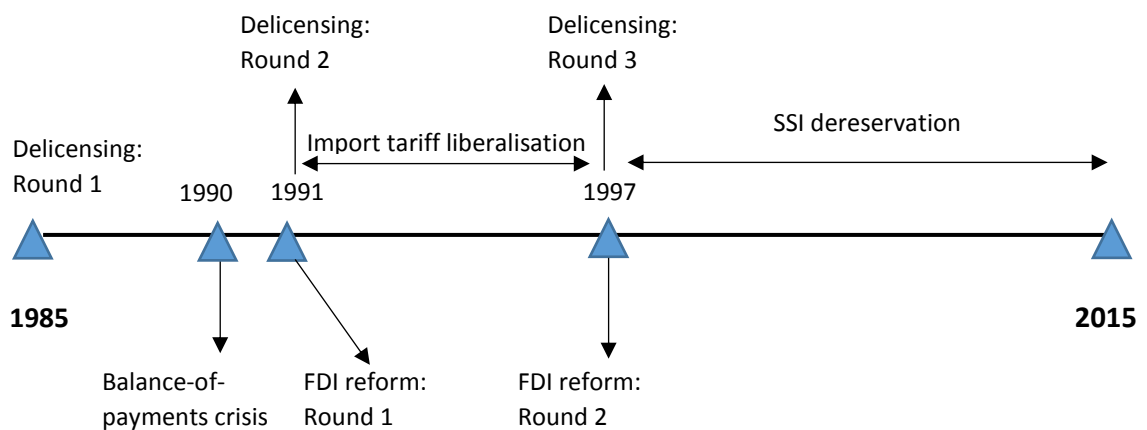 Delicensing:
Round 2
Delicensing:
Round 3
Import tariff liberalisation
SSI dereservation
Delicensing:
Round 1
1990
1991
1997
1985
2015
Balance-of-
payments crisis
FDI reform:
Round 1
FDI reform:
Round 2